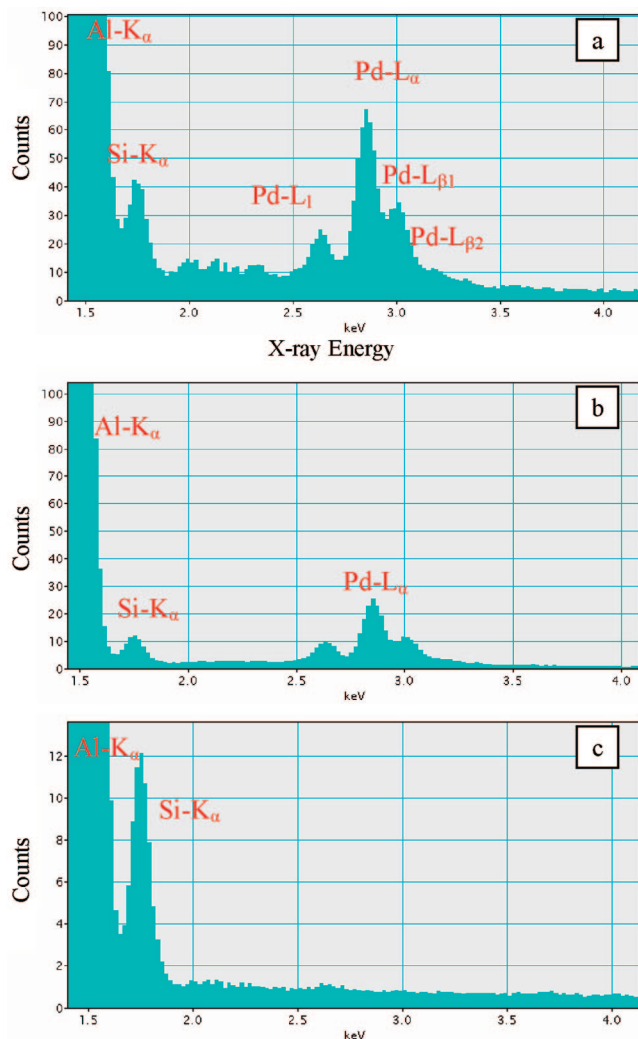 100
Al-Kα
a
90
80
Pd-Lα
70
60
Counts
50
Si-Kα
Pd-Lβ1
40
Pd-Ll
30
Pd-Lβ2
20
10
0
1.5 2.0 2.5 3.0 3.5 4.0
keV
X-ray Energy
100
b
90
Al-Kα
80
70
60
Counts
50
40
Pd-Lα
30
Si-Kα
20
10
0
1.5 2.0 2.5 3.0 3.5 4.0
keV
Al-Kα
c
12
10
Si-Kα
8
Counts
6
4
2
0
1.5 2.0 2.5 3.0 3.5 4.0
keV